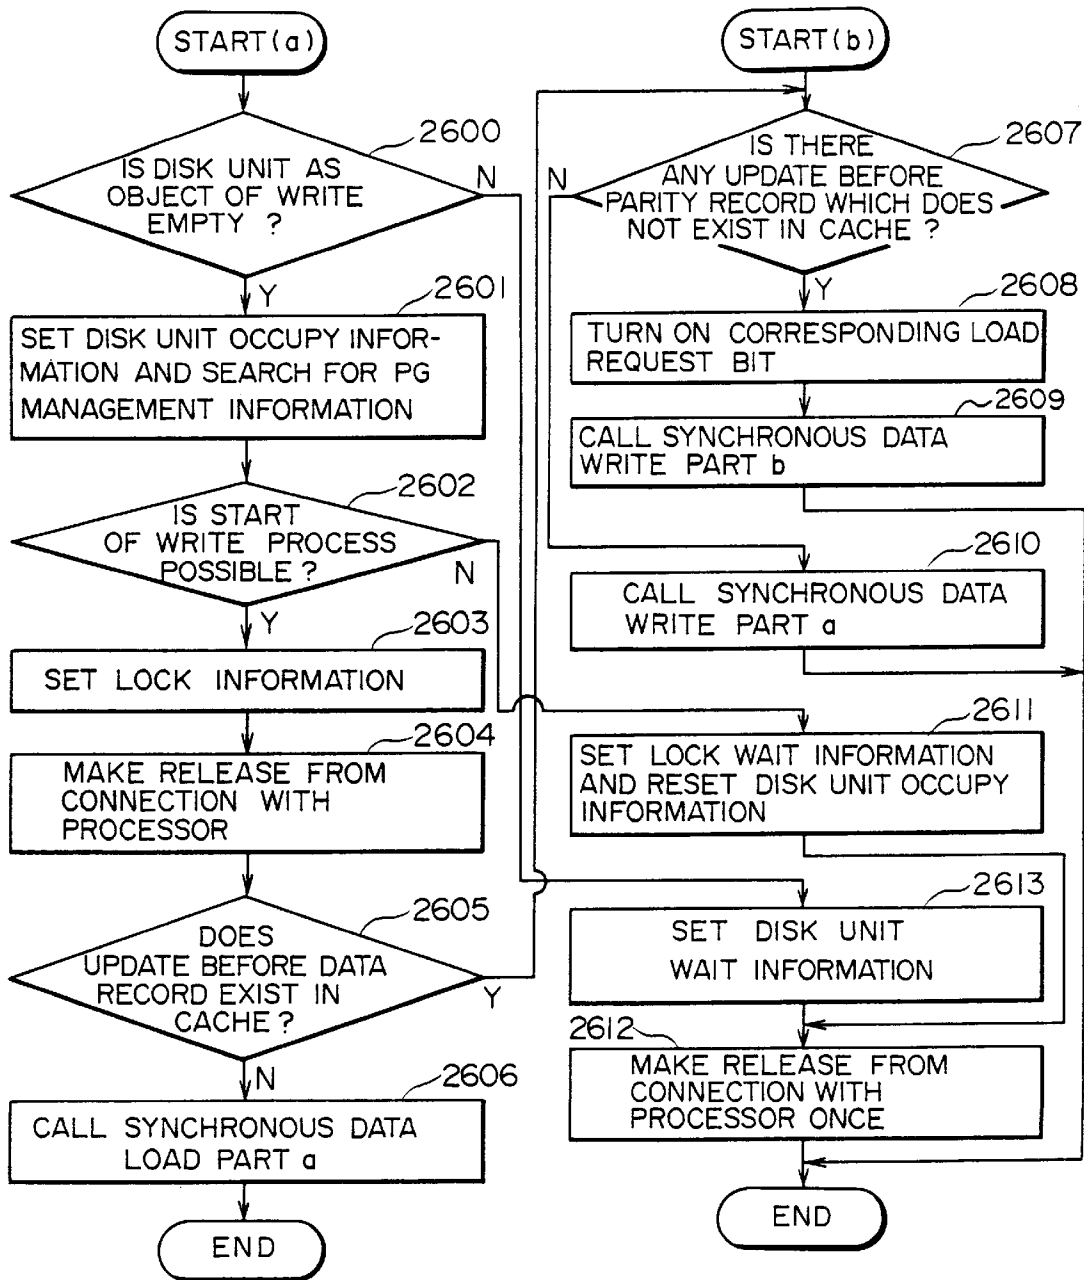 START(a)
2600
IS DISK UNIT AS
OBJECT OF WRITE
EMPTY ?
N
Y
2601
SET DISK UNIT OCCUPY INFOR-
MATION AND SEARCH FOR PG
MANAGEMENT INFORMATION
2602
IS START
OF WRITE PROCESS
POSSIBLE ?
N
Y
2603
SET LOCK INFORMATION
2604
MAKE RELEASE FROM
CONNECTION WITH
PROCESSOR
2605
DOES
UPDATE BEFORE DATA
RECORD EXIST IN
CACHE ?
Y
N
2606
CALL SYNCHRONOUS DATA
LOAD PART a
END
START(b)
2607
IS THERE
ANY UPDATE BEFORE
PARITY RECORD WHICH DOES
NOT EXIST IN CACHE ?
N
Y
2608
TURN ON CORRESPONDING LOAD
REQUEST BIT
2609
CALL SYNCHRONOUS DATA
WRITE PART b
2610
CALL SYNCHRONOUS DATA
WRITE PART a
2611
SET LOCK WAIT INFORMATION
AND RESET DISK UNIT OCCUPY
INFORMATION
2613
SET DISK UNIT
WAIT INFORMATION
2612
MAKE RELEASE FROM
CONNECTION WITH
PROCESSOR ONCE
END